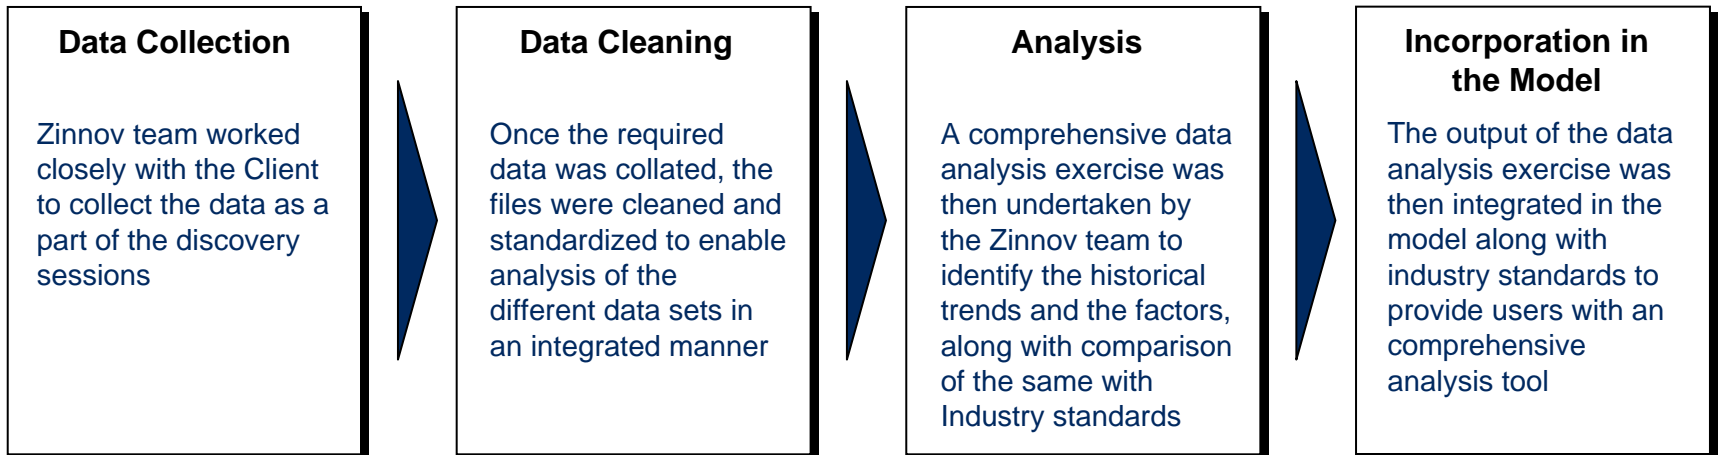 Data Collection
Zinnov team worked
closely with the Client
to collect the data as a
part of the discovery
sessions
Data Cleaning
Once the required
data was collated, the
files were cleaned and
standardized to enable
analysis of the
different data sets in
an integrated manner
Analysis
A comprehensive data
analysis exercise was
then undertaken by
the Zinnov team to
identify the historical
trends and the factors,
along with comparison
of the same with
Industry standards
Incorporation in
the Model
The output of the data
analysis exercise was
then integrated in the
model along with
industry standards to
provide users with an
comprehensive
analysis tool